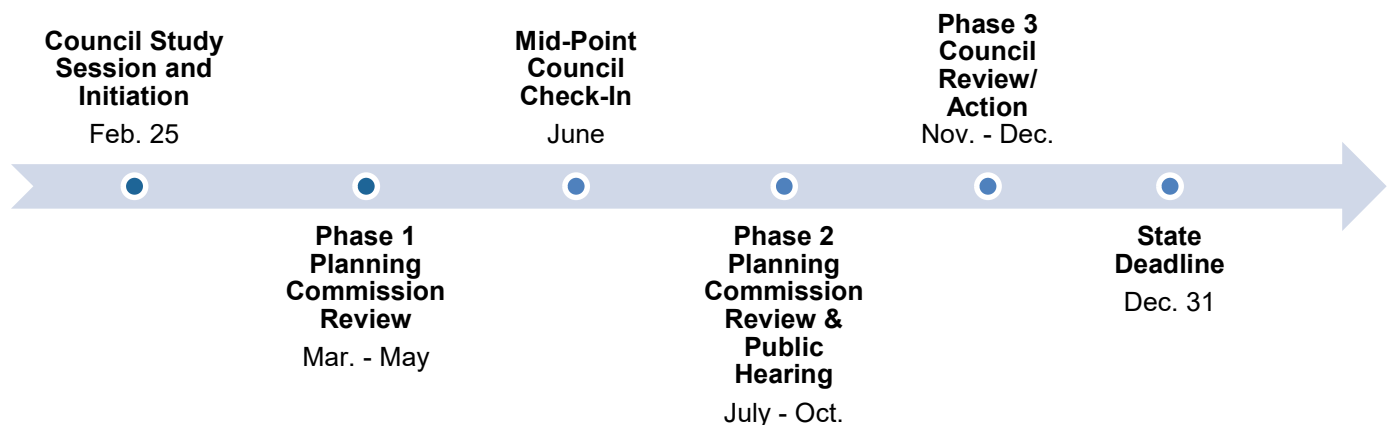 Council Study
Session and
Initiation
Feb. 25
Phase 1
Planning
Commission
Review
Mar. - May
Mid-Point
Council
Check-In
June
Phase 2
Planning
Commission
Review &
Public
Hearing
July - Oct.
Phase 3
Council
Review/
Action
Nov. - Dec.
State
Deadline
Dec. 31